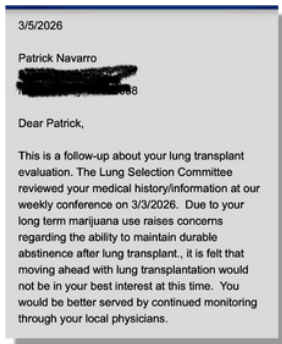 3/5/2026
Patrick Navarro
Dear Patrick,
This is a follow-up about your lung transplant
evaluation. The Lung Selection Committee
reviewed your medical history/information at our
weekly conference on 3/3/2026.  Due to your
long term marijuana use raises concerns
regarding the ability to maintain durable
abstinence after lung transplant., it is felt that
moving ahead with lung transplantation would
not be in your best interest at this time.  You
would be better served by continued monitoring
through your local physicians.